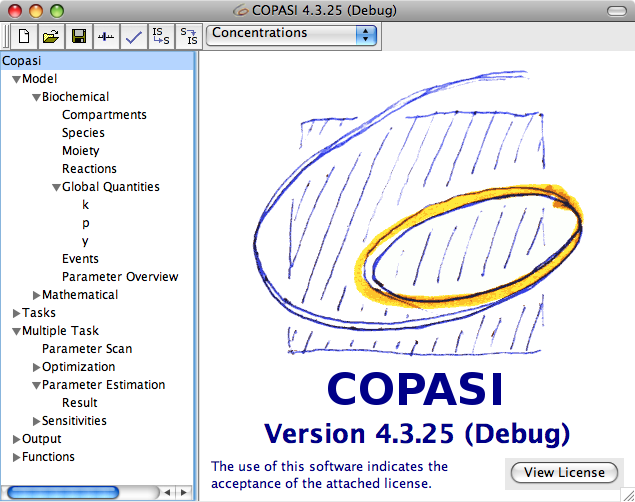 COPASI 4.3.25 (Debug)
IS S
S IS
Concentrations
Copasi
Model
Biochemical
Compartments
Species
Moiety
Reactions
Global Quantities
k
p
y
Events
Parameter Overview
Mathematical
Tasks
Multiple Task
Parameter Scan
Optimization
Parameter Estimation
Result
Sensitivities
Output
Functions
COPASI
Version 4.3.25 (Debug)
The use of this software indicates the
acceptance of the attached license.
View License